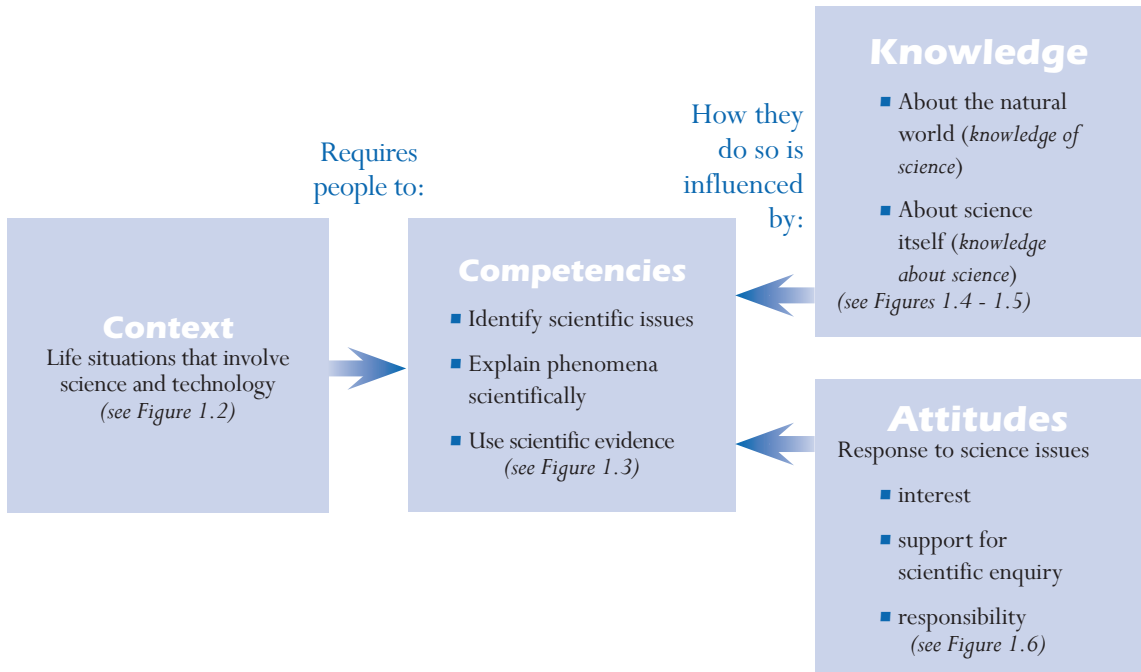 Context
Life situations that involve
science and technology
(see Figure 1.2)
Requires
people to:
Competencies
■ Identify scientific issues
■ Explain phenomena
scientifically
■ Use scientific evidence
(see Figure 1.3)
How they
do so is
influenced
by:
Knowledge
■ About the natural
world (knowledge of
science)
■ About science
itself (knowledge
about science)
(see Figures 1.4 - 1.5)
Attitudes
Response to science issues
■ interest
■ support for
scientific enquiry
■ responsibility
(see Figure 1.6)